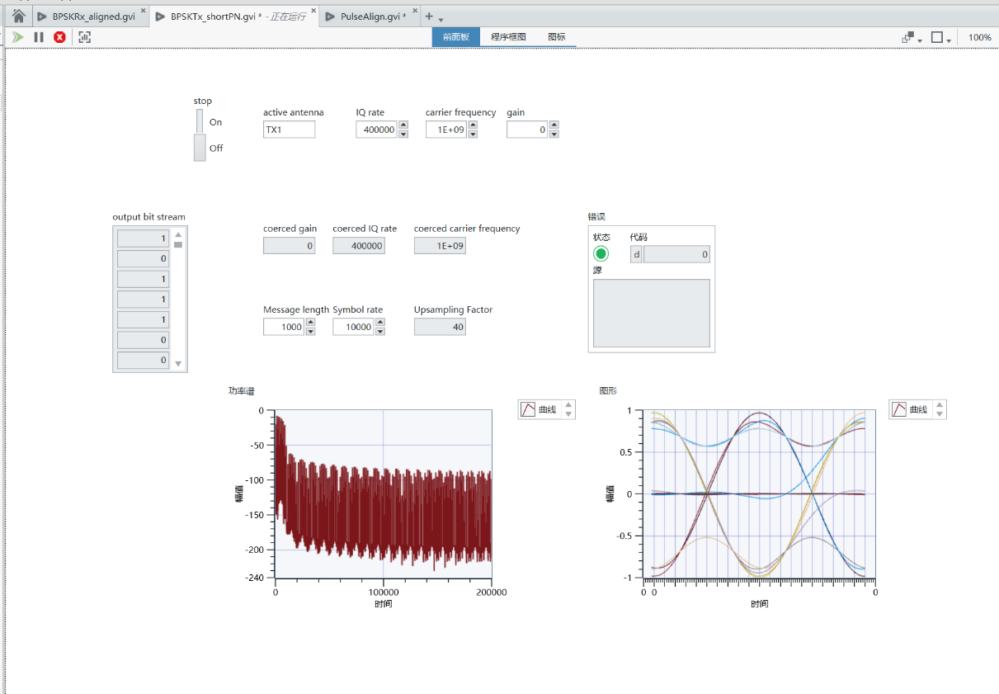 BPSKRx_aligned.gvi
BPSKTx_shortPN.gvi * - 正在运行
PulseAlign.gvi *
前面板 程序框图 图标
100%
stop
On
Off
active antenna IQ rate carrier frequency gain
TX1 400000 1E+09 0
output bit stream
1
0
1
1
1
0
0
coerced gain coerced IQ rate coerced carrier frequency
0 400000 1E+09
错误
状态 代码
d 0
源
Message length Symbol rate Upsampling Factor
1000 10000 40
功率谱
曲线
幅值
0
-50
-100
-150
-200
-240
0 100000 200000
时间
图形
曲线
幅值
1
0.5
0
-0.5
-1
0 0 0
时间